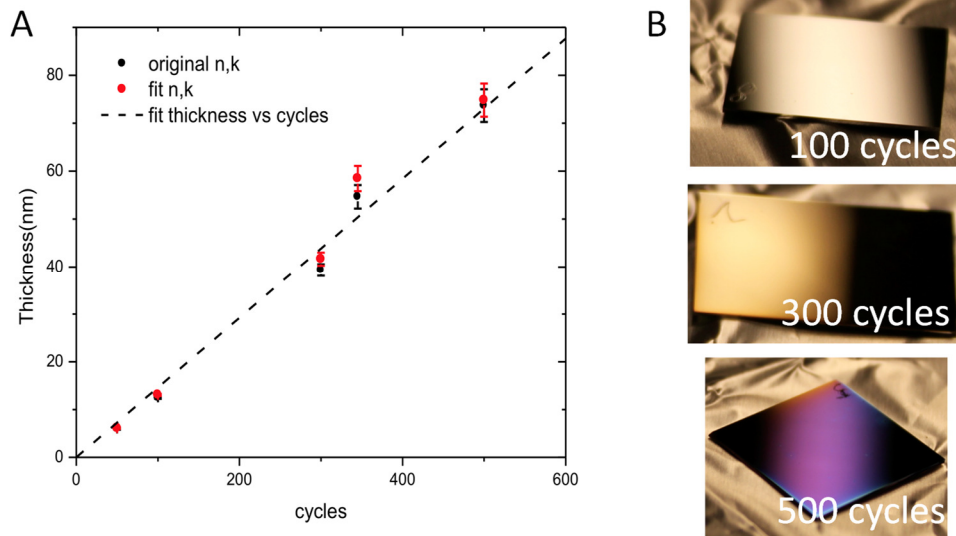 A
original n,k
fit n,k
fit thickness vs cycles
Thickness(nm)
80
60
40
20
0
0
200
400
600
cycles
B
100 cycles
300 cycles
500 cycles